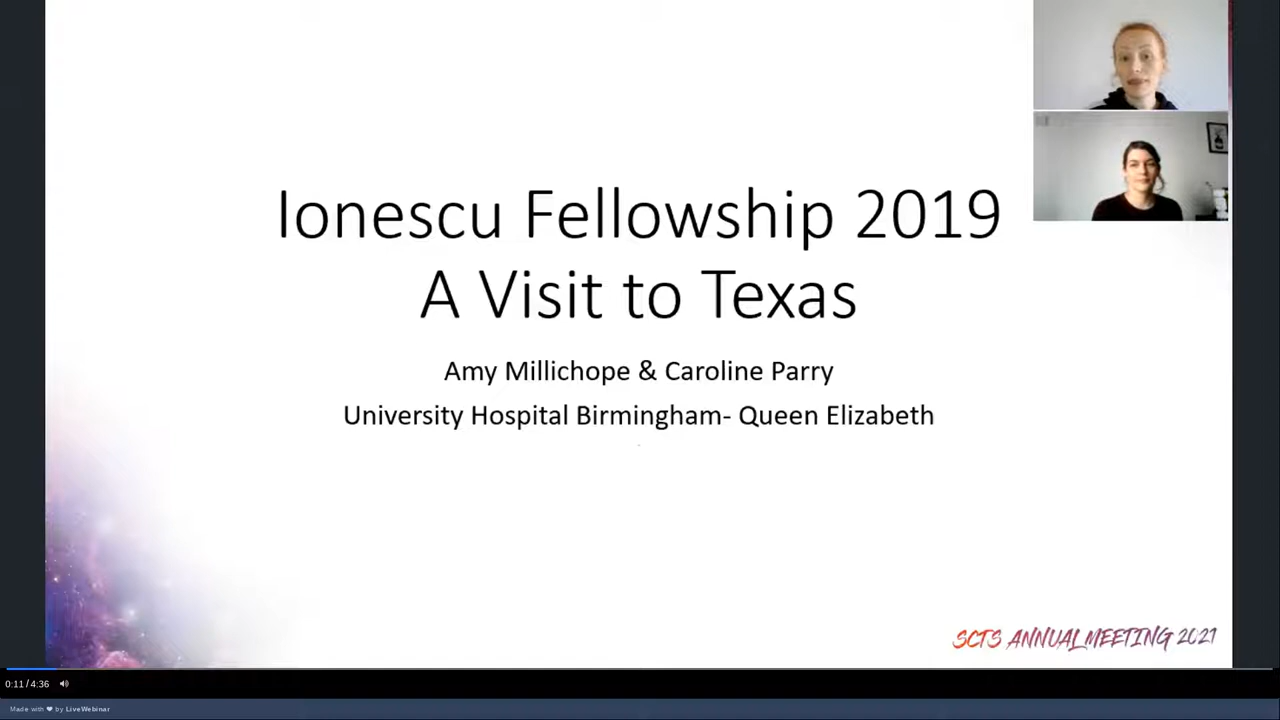 Ionescu Fellowship 2019
A Visit to Texas
Amy Millichope & Caroline Parry
University Hospital Birmingham- Queen Elizabeth
SCTS ANNUAL MEETING 2021
0:11 / 4:36
Made with ❤ by LiveWebinar